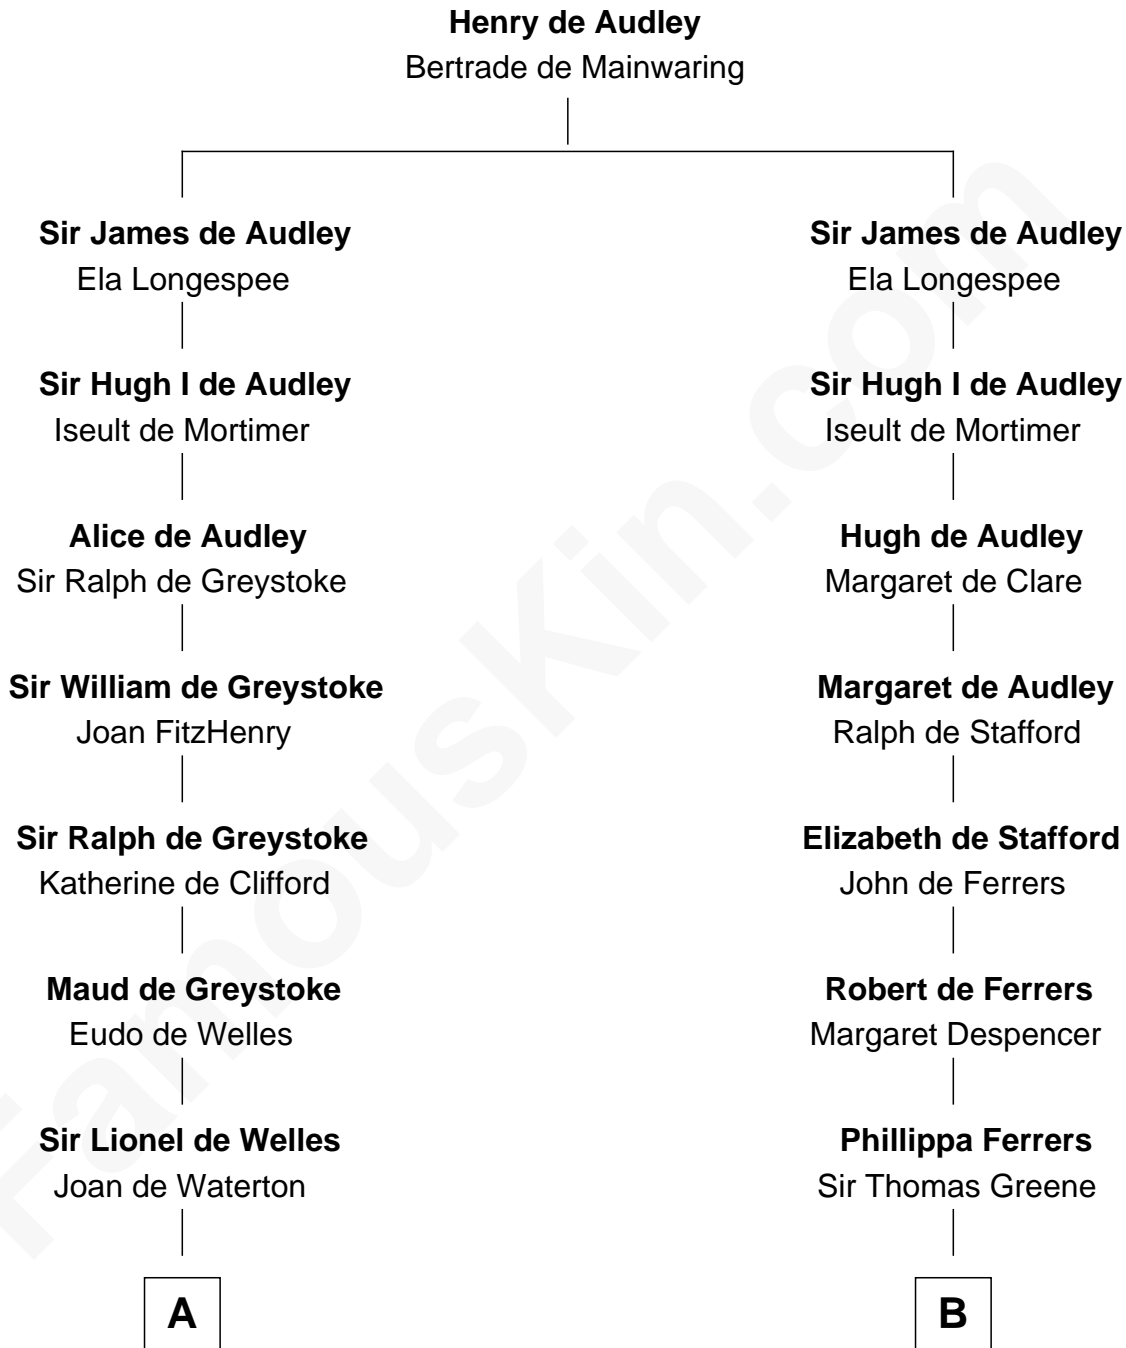 Henry de Audley
Bertrade de Mainwaring
Sir James de Audley
Ela Longespee
Sir Hugh I de Audley
Iseult de Mortimer
Alice de Audley
Sir Ralph de Greystoke
Sir William de Greystoke
Joan FitzHenry
Sir Ralph de Greystoke
Katherine de Clifford
Maud de Greystoke
Eudo de Welles
Sir Lionel de Welles
Joan de Waterton
A
Sir James de Audley
Ela Longespee
Sir Hugh I de Audley
Iseult de Mortimer
Hugh de Audley
Margaret de Clare
Margaret de Audley
Ralph de Stafford
Elizabeth de Stafford
John de Ferrers
Robert de Ferrers
Margaret Despencer
Phillippa Ferrers
Sir Thomas Greene
B
FamousKin.com